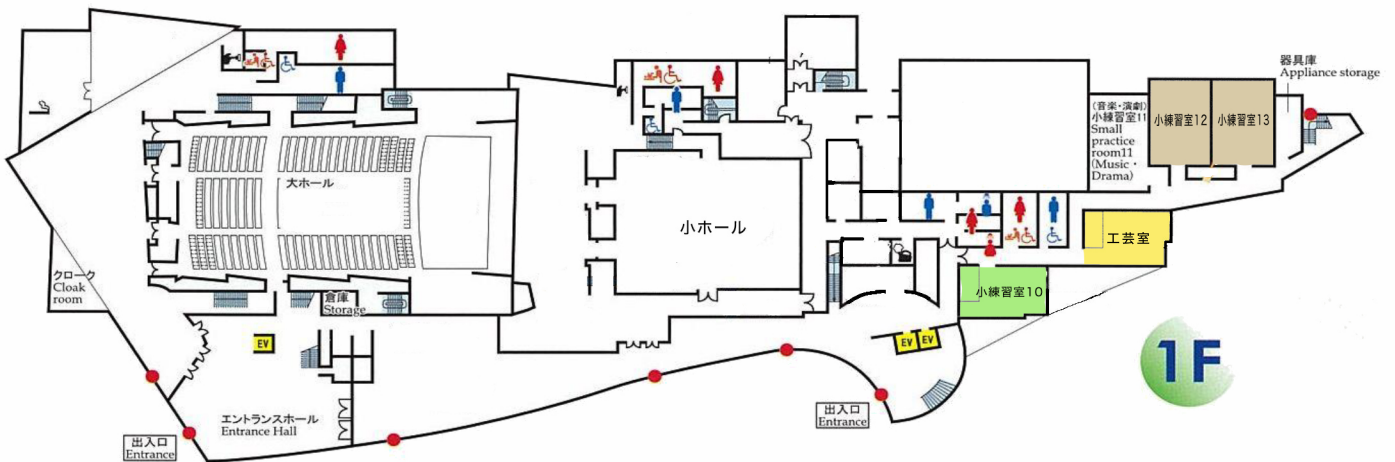 器具庫
Appliance storage
(音楽・演劇)
小練習室11
Small
practice
room11
(Music・
Drama)
小練習室12
小練習室13
大ホール
小ホール
工芸室
小練習室10
クローク
Cloak
room
倉庫
Storage
EV
EV
EV
1F
エントランスホール
Entrance Hall
出入口
Entrance
出入口
Entrance